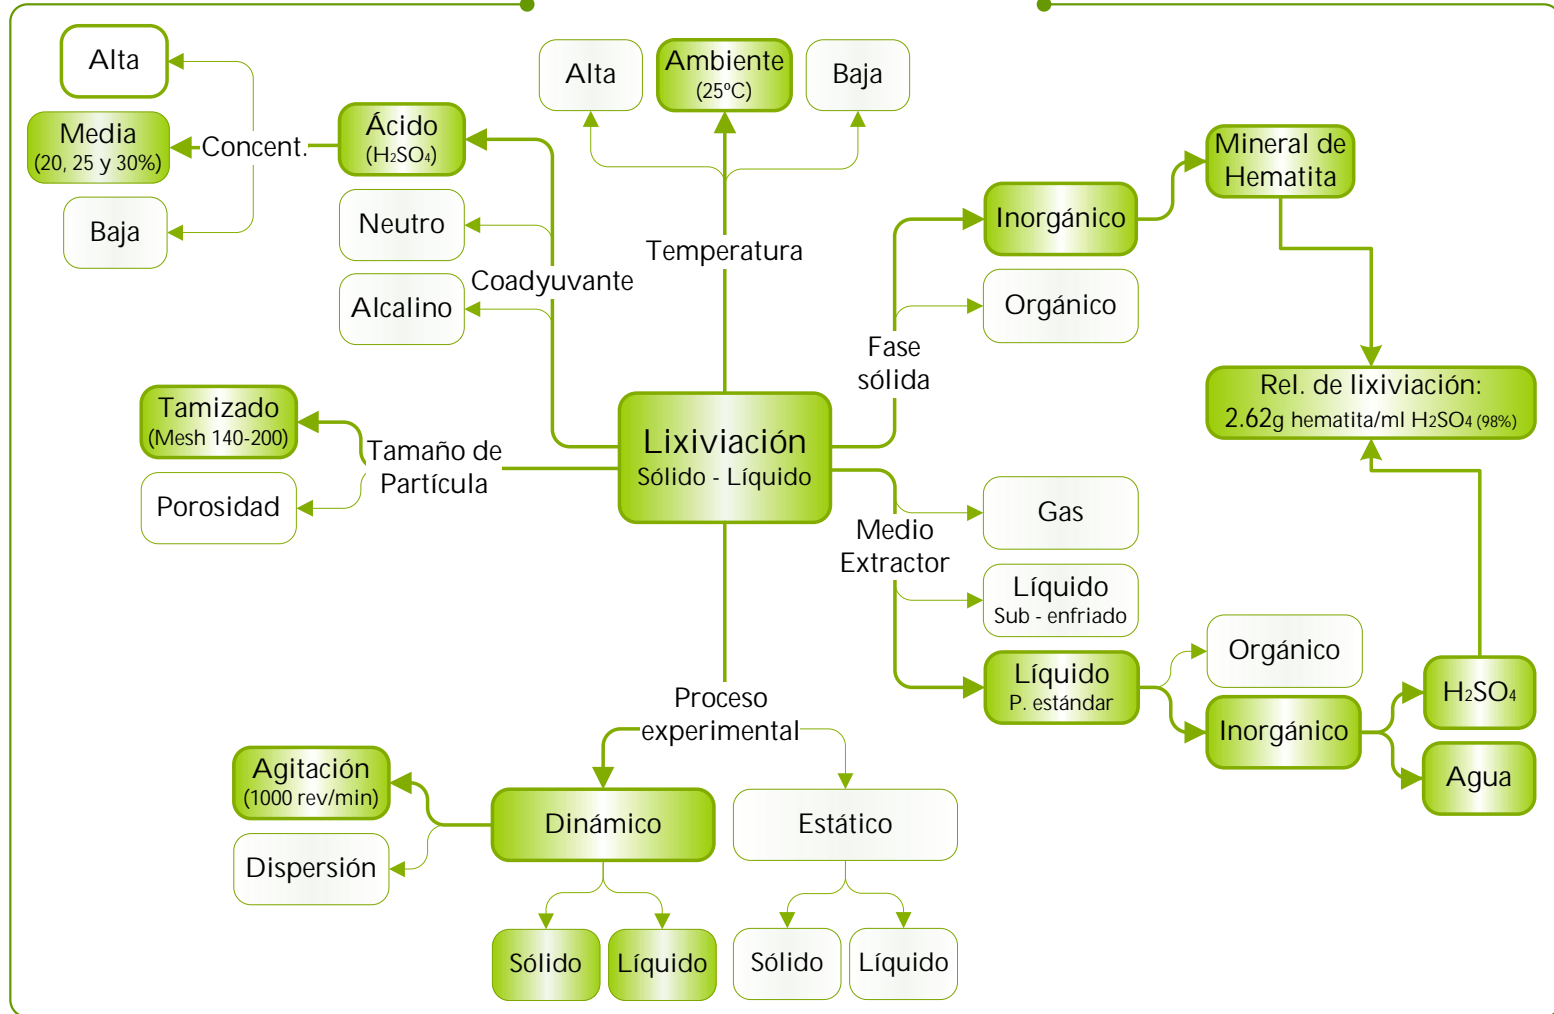 Alta
Media
(20, 25 y 30%)
Baja
Concent.
Ácido
(H₂SO₄)
Neutro
Alcalino
Coadyuvante
Alta
Ambiente
(25ºC)
Baja
Temperatura
Inorgánico
Orgánico
Fase
sólida
Mineral de
Hematita
Rel. de lixiviación:
2.62g hematita/ml H₂SO₄ (98%)
Tamizado
(Mesh 140-200)
Porosidad
Tamaño de
Partícula
Lixiviación
Sólido - Líquido
Medio
Extractor
Gas
Líquido
Sub - enfriado
Líquido
P. estándar
Orgánico
Inorgánico
H₂SO₄
Agua
Proceso
experimental
Agitación
(1000 rev/min)
Dispersión
Dinámico
Estático
Sólido
Líquido
Sólido
Líquido